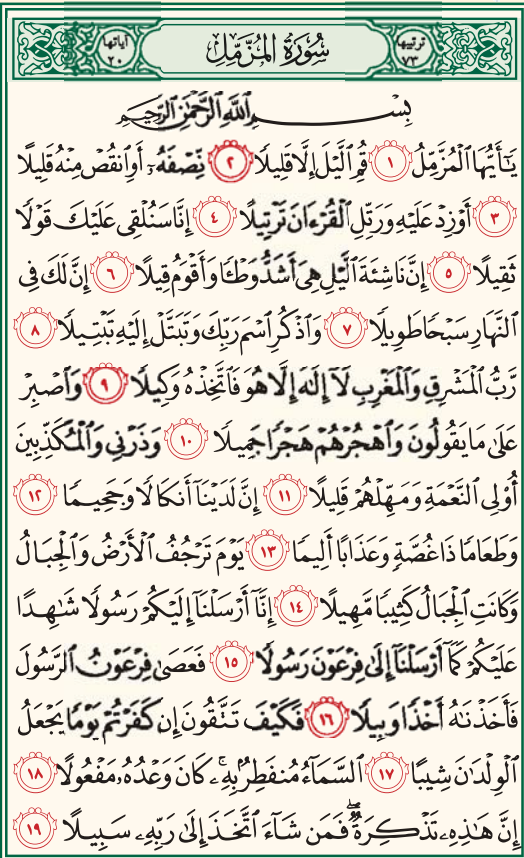 ترتيبها ٧٣ سُورَةُ المُزَّمِّلِ آياتها ٢٠
بِسْمِ ٱللَّهِ ٱلرَّحْمَٰنِ ٱلرَّحِيمِ
يَٰٓأَيُّهَا ٱلْمُزَّمِّلُ ١ قُمِ ٱلَّيْلَ إِلَّا قَلِيلًا ٢ نِّصْفَهُۥٓ أَوِ ٱنقُصْ مِنْهُ قَلِيلًا
٣ أَوْ زِدْ عَلَيْهِ وَرَتِّلِ ٱلْقُرْءَانَ تَرْتِيلًا ٤ إِنَّا سَنُلْقِى عَلَيْكَ قَوْلًا
ثَقِيلًا ٥ إِنَّ نَاشِئَةَ ٱلَّيْلِ هِىَ أَشَدُّ وَطْـًٔا وَأَقْوَمُ قِيلًا ٦ إِنَّ لَكَ فِى
ٱلنَّهَارِ سَبْحًا طَوِيلًا ٧ وَٱذْكُرِ ٱسْمَ رَبِّكَ وَتَبَتَّلْ إِلَيْهِ تَبْتِيلًا ٨
رَّبُّ ٱلْمَشْرِقِ وَٱلْمَغْرِبِ لَآ إِلَٰهَ إِلَّا هُوَ فَٱتَّخِذْهُ وَكِيلًا ٩ وَٱصْبِرْ
عَلَىٰ مَا يَقُولُونَ وَٱهْجُرْهُمْ هَجْرًا جَمِيلًا ١٠ وَذَرْنِى وَٱلْمُكَذِّبِينَ
أُو۟لِى ٱلنَّعْمَةِ وَمَهِّلْهُمْ قَلِيلًا ١١ إِنَّ لَدَيْنَآ أَنكَالًا وَجَحِيمًا ١٢
وَطَعَامًا ذَا غُصَّةٍ وَعَذَابًا أَلِيمًا ١٣ يَوْمَ تَرْجُفُ ٱلْأَرْضُ وَٱلْجِبَالُ
وَكَانَتِ ٱلْجِبَالُ كَثِيبًا مَّهِيلًا ١٤ إِنَّآ أَرْسَلْنَآ إِلَيْكُمْ رَسُولًا شَٰهِدًا
عَلَيْكُمْ كَمَآ أَرْسَلْنَآ إِلَىٰ فِرْعَوْنَ رَسُولًا ١٥ فَعَصَىٰ فِرْعَوْنُ ٱلرَّسُولَ
فَأَخَذْنَٰهُ أَخْذًا وَبِيلًا ١٦ فَكَيْفَ تَتَّقُونَ إِن كَفَرْتُمْ يَوْمًا يَجْعَلُ
ٱلْوِلْدَٰنَ شِيبًا ١٧ ٱلسَّمَآءُ مُنفَطِرٌۢ بِهِۦ ۚ كَانَ وَعْدُهُۥ مَفْعُولًا ١٨
إِنَّ هَٰذِهِۦ تَذْكِرَةٌ ۖ فَمَن شَآءَ ٱتَّخَذَ إِلَىٰ رَبِّهِۦ سَبِيلًا ١٩